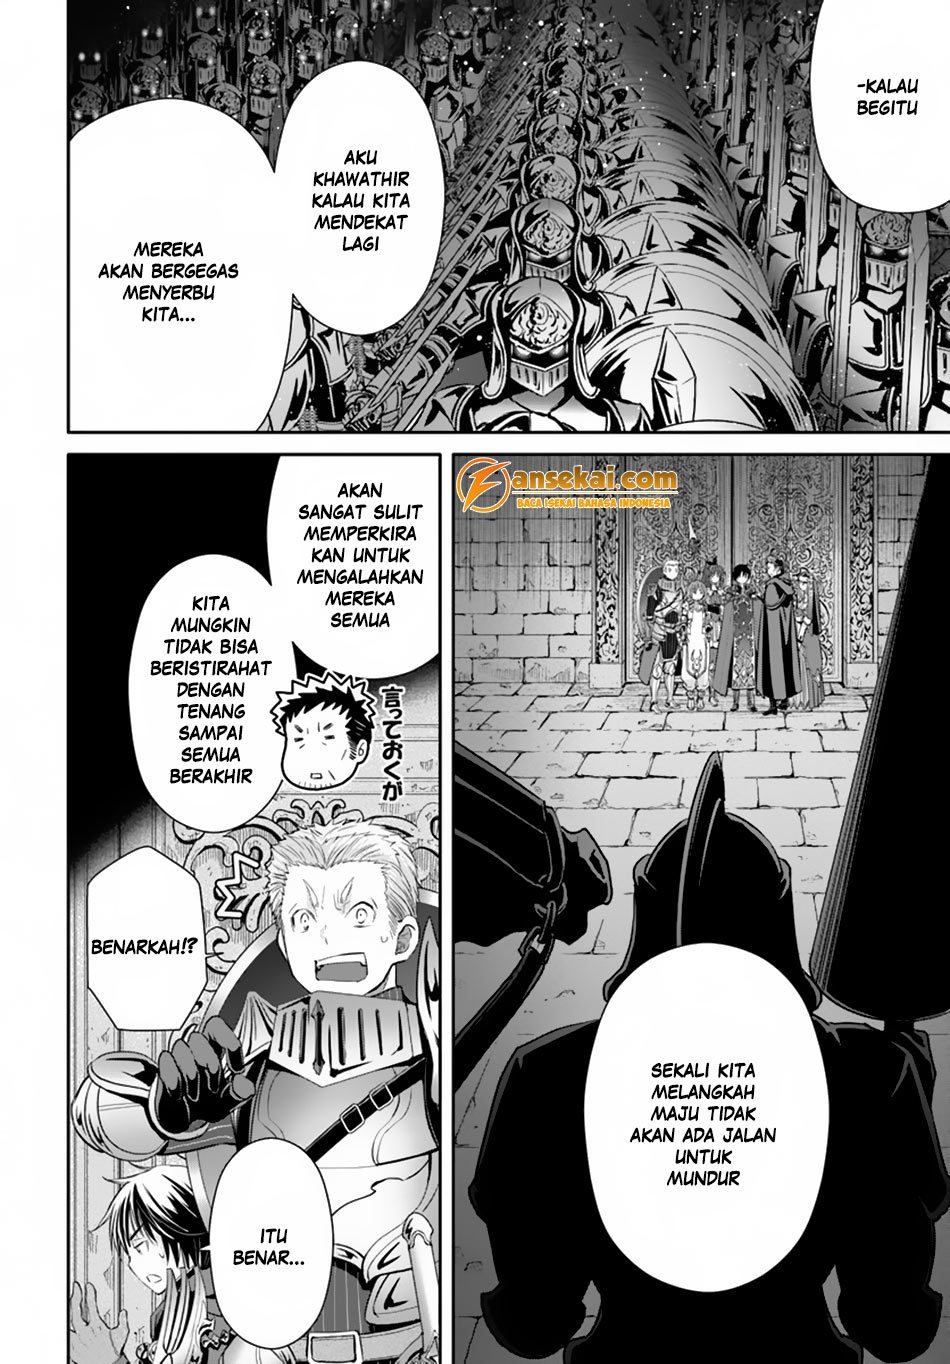 -KALAU
BEGITU
AKU
KHAWATHIR
KALAU KITA
MENDEKAT
LAGI
MEREKA
AKAN BERGEGAS
MENYERBU
KITA...
ansekai.com
BACA ISEKAI BAHAGA INDONESIA
SEKALI KITA
MELANGKAH
MAJU TIDAK
AKAN ADA JALAN
UNTUK
MUNDUR
AKAN
SANGAT SULIT
MEMPERKIRA
KAN UNTUK
MENGALAHKAN
MEREKA
SEMUA
KITA
MUNGKIN
TIDAK BISA
BERISTIRAHAT
DENGAN
TENANG
SAMPAI
SEMUA
BERAKHIR
言っておくが
BENARKAH!?
ITU
BENAR...